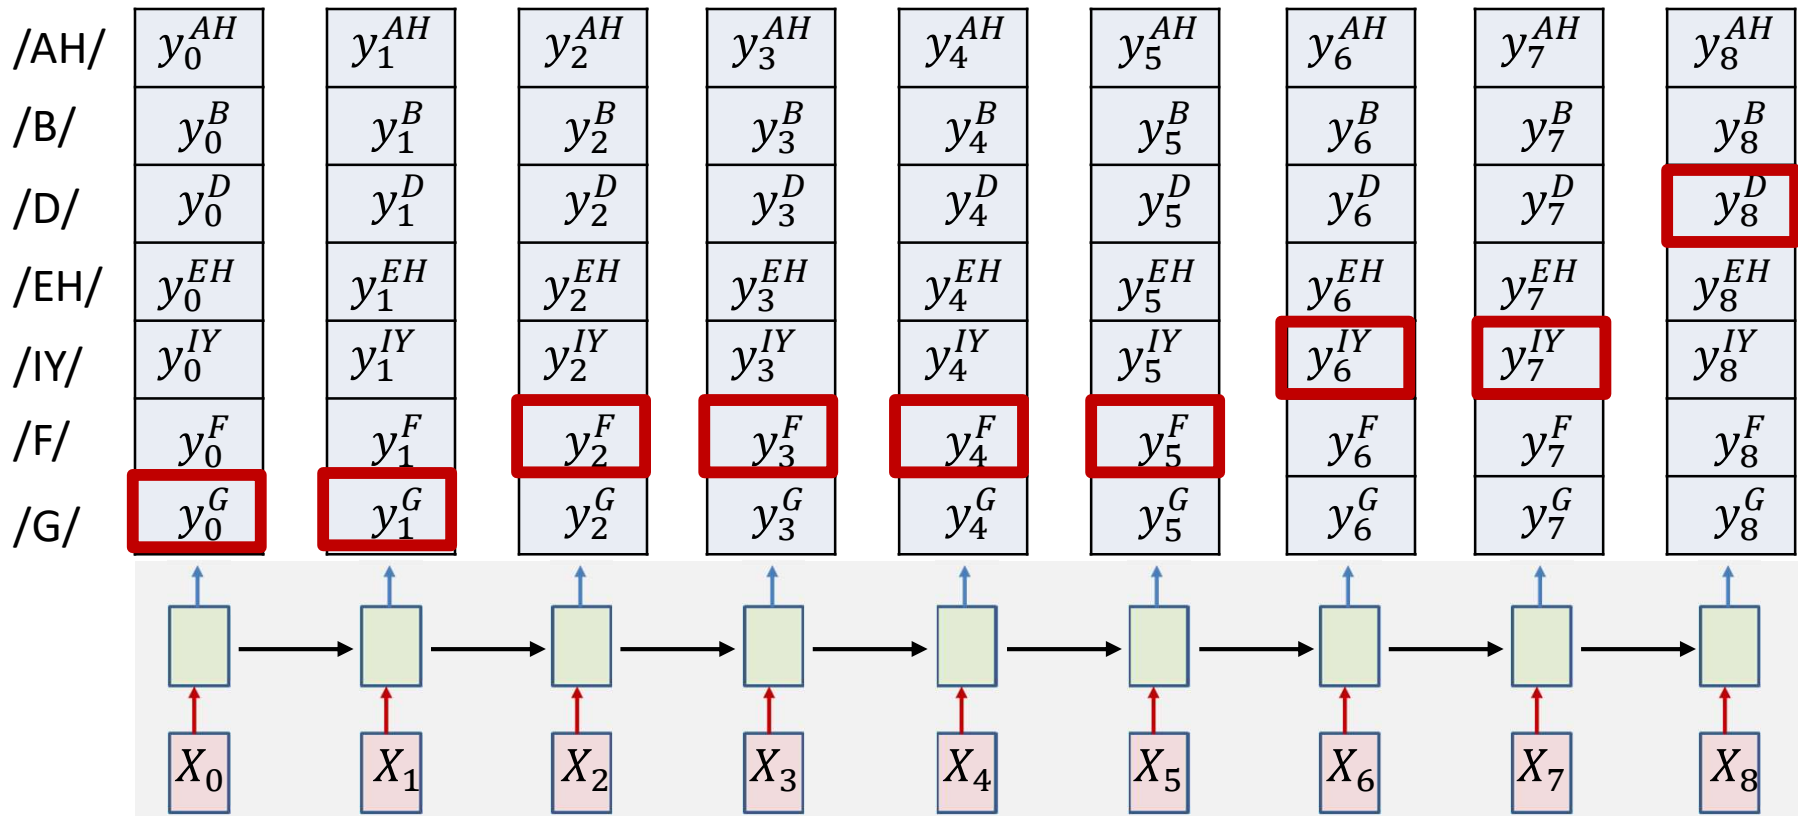 /AH/ y_0^{AH} y_1^{AH} y_2^{AH} y_3^{AH} y_4^{AH} y_5^{AH} y_6^{AH} y_7^{AH} y_8^{AH}
/B/ y_0^{B} y_1^{B} y_2^{B} y_3^{B} y_4^{B} y_5^{B} y_6^{B} y_7^{B} y_8^{B}
/D/ y_0^{D} y_1^{D} y_2^{D} y_3^{D} y_4^{D} y_5^{D} y_6^{D} y_7^{D} y_8^{D}
/EH/ y_0^{EH} y_1^{EH} y_2^{EH} y_3^{EH} y_4^{EH} y_5^{EH} y_6^{EH} y_7^{EH} y_8^{EH}
/IY/ y_0^{IY} y_1^{IY} y_2^{IY} y_3^{IY} y_4^{IY} y_5^{IY} y_6^{IY} y_7^{IY} y_8^{IY}
/F/ y_0^{F} y_1^{F} y_2^{F} y_3^{F} y_4^{F} y_5^{F} y_6^{F} y_7^{F} y_8^{F}
/G/ y_0^{G} y_1^{G} y_2^{G} y_3^{G} y_4^{G} y_5^{G} y_6^{G} y_7^{G} y_8^{G}
X_0 X_1 X_2 X_3 X_4 X_5 X_6 X_7 X_8